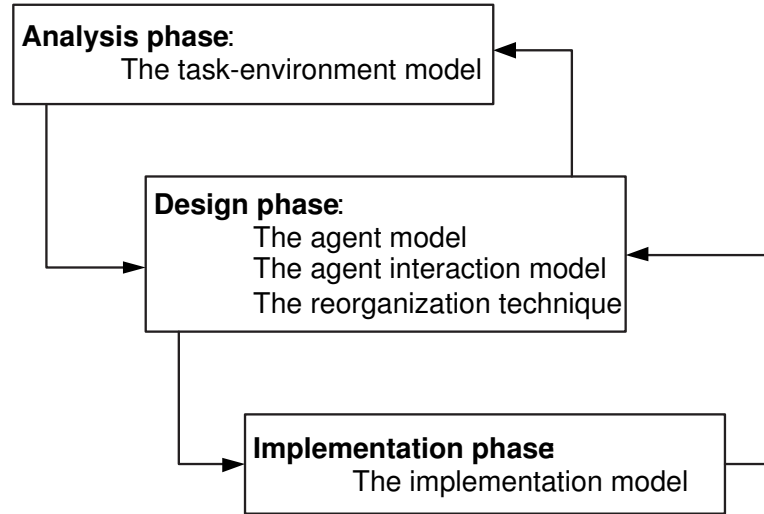 Analysis phase:
The task-environment model
Design phase:
The agent model
The agent interaction model
The reorganization technique
Implementation phase:
The implementation model